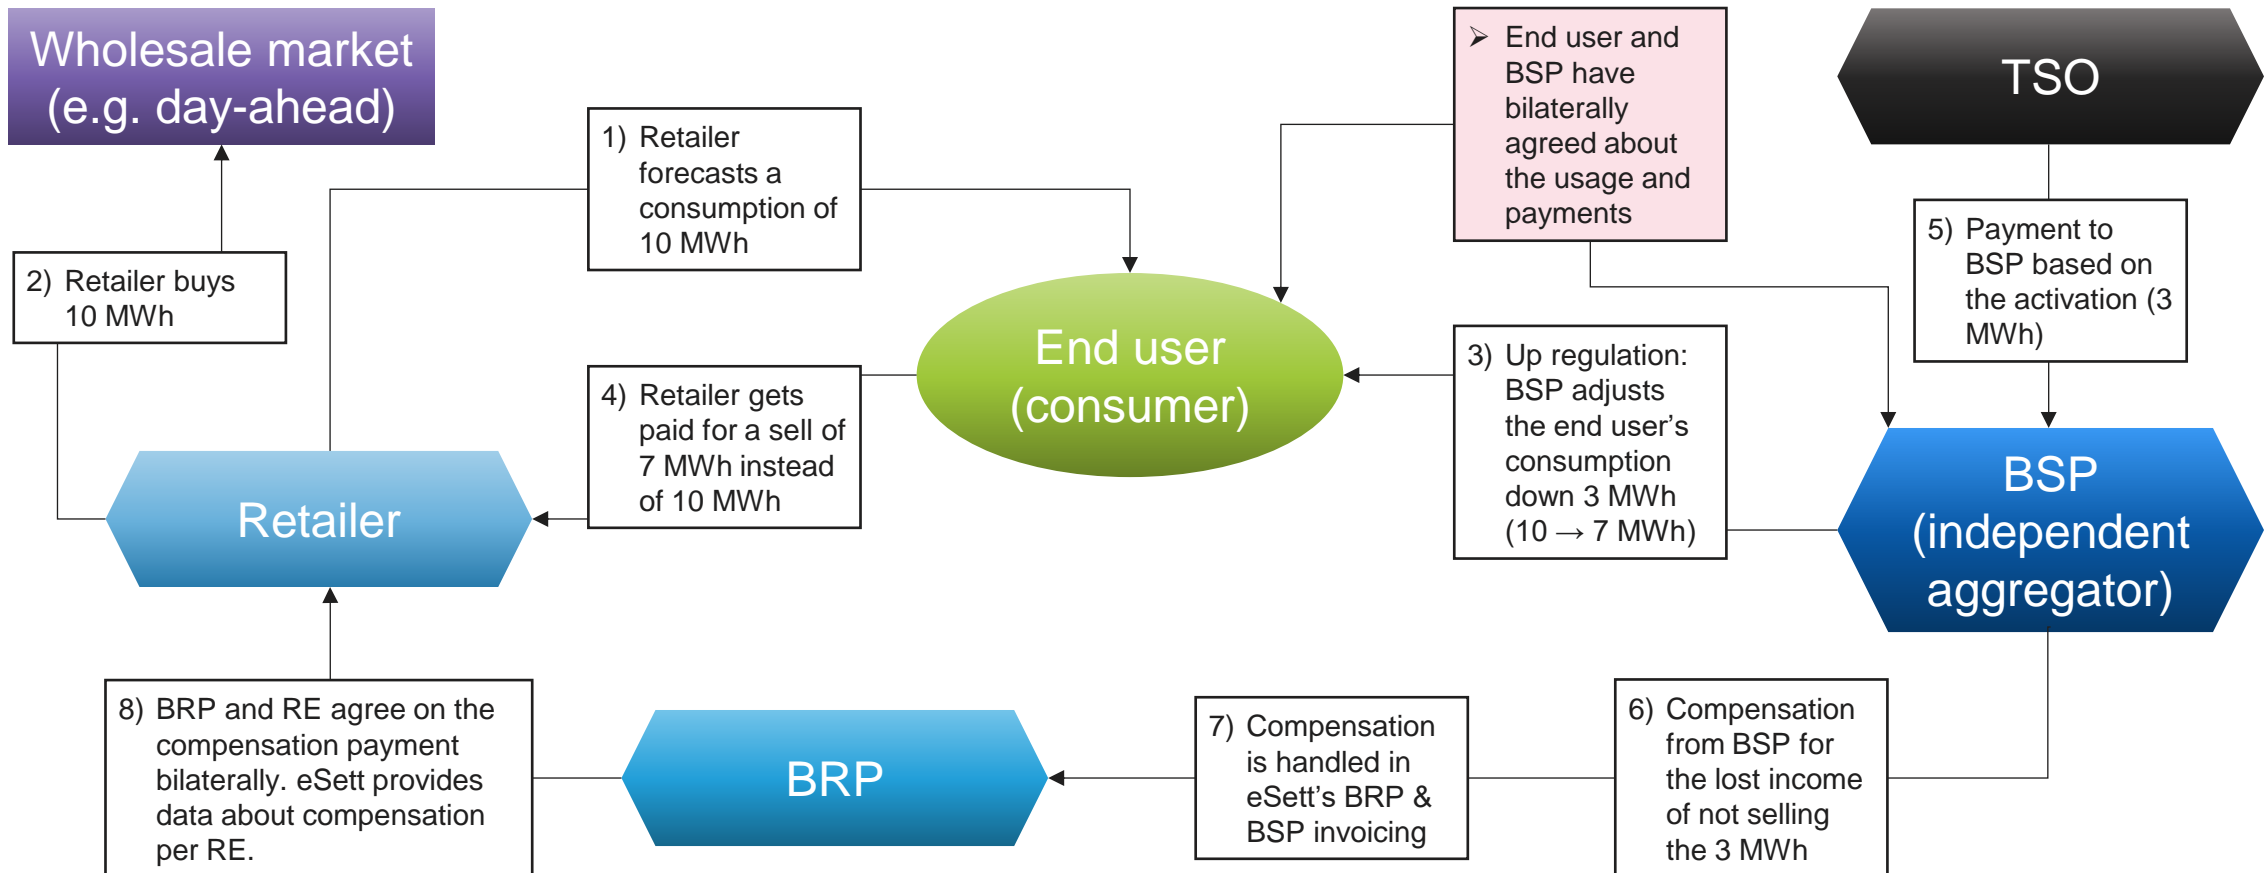 Wholesale market
(e.g. day-ahead)
1) Retailer
forecasts a
consumption of
10 MWh
➢ End user and
BSP have
bilaterally
agreed about
the usage and
payments
TSO
2) Retailer buys
10 MWh
5) Payment to
BSP based on
the activation (3
MWh)
End user
(consumer)
4) Retailer gets
paid for a sell of
7 MWh instead
of 10 MWh
3) Up regulation:
BSP adjusts
the end user’s
consumption
down 3 MWh
(10 → 7 MWh)
Retailer
BSP
(independent
aggregator)
8) BRP and RE agree on the
compensation payment
bilaterally. eSett provides
data about compensation
per RE.
BRP
7) Compensation
is handled in
eSett’s BRP &
BSP invoicing
6) Compensation
from BSP for
the lost income
of not selling
the 3 MWh